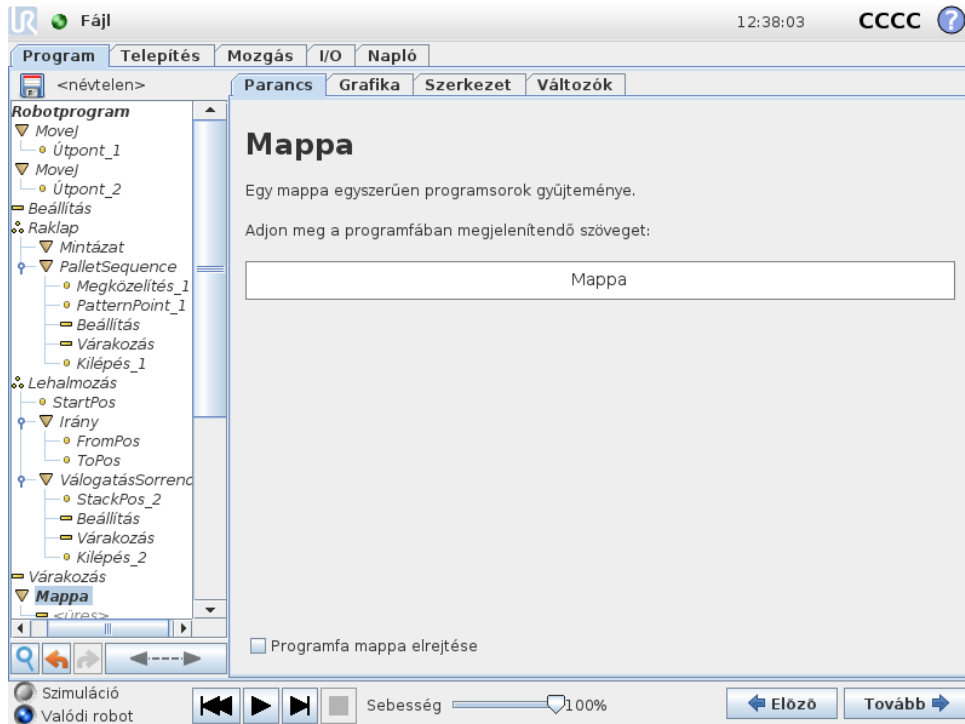 Fájl 12:38:03 CCCC ?
Program Telepítés Mozgás I/O Napló
<névtelen> Parancs Grafika Szerkezet Változók
Robotprogram
MoveJ
Útpont_1
MoveJ
Útpont_2
Beállítás
Raklap
Mintázat
PalletSequence
Megközelítés_1
PatternPoint_1
Beállítás
Várakozás
Kilépés_1
Lehalmozás
StartPos
Irány
FromPos
ToPos
VálogatásSorrend
StackPos_2
Beállítás
Várakozás
Kilépés_2
Várakozás
Mappa
<üres>
Mappa
Egy mappa egyszerűen programsorok gyűjteménye.
Adjon meg a programfában megjelenítendő szöveget:
Mappa
Programfa mappa elrejtése
Szimuláció
Valódi robot
Sebesség 100%
Előző Tovább